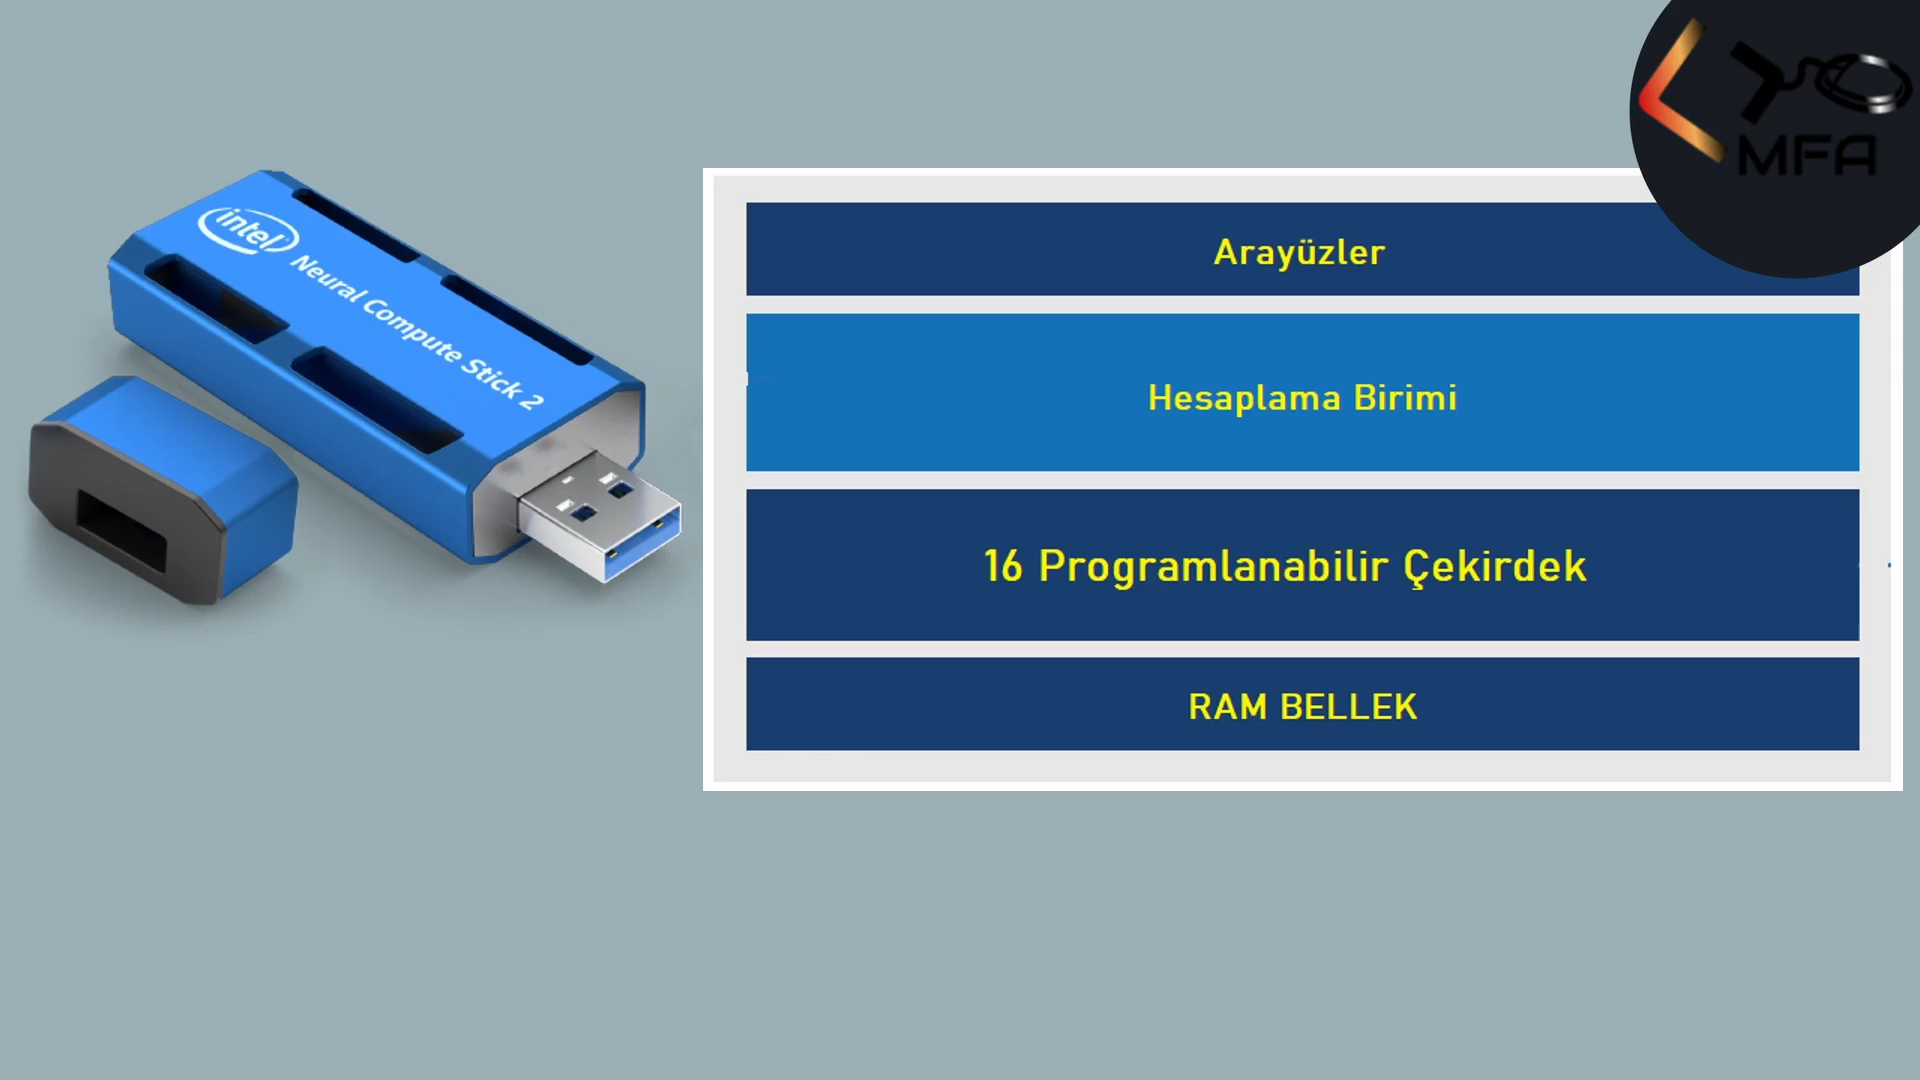 intel
Neural Compute Stick 2
MFA
Arayüzler
Hesaplama Birimi
16 Programlanabilir Çekirdek
RAM BELLEK